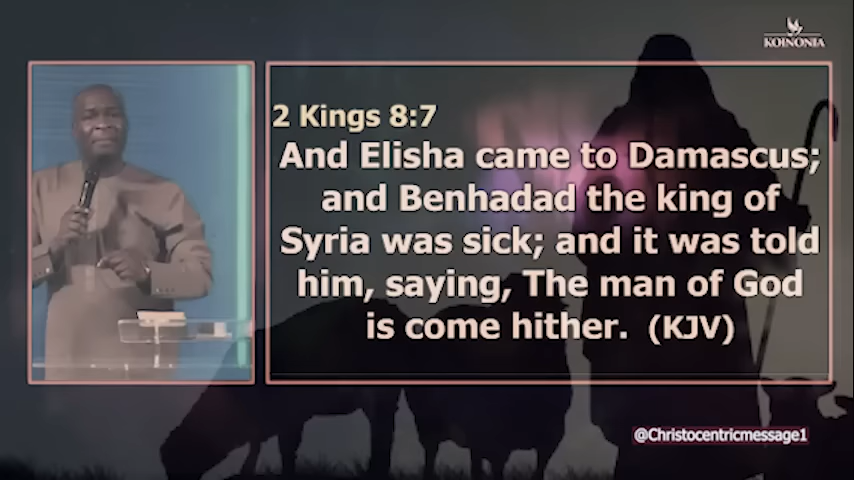 KOINONIA
2 Kings 8:7
And Elisha came to Damascus;
and Benhadad the king of
Syria was sick; and it was told
him, saying, The man of God
is come hither. (KJV)
@Christocentricmessage1